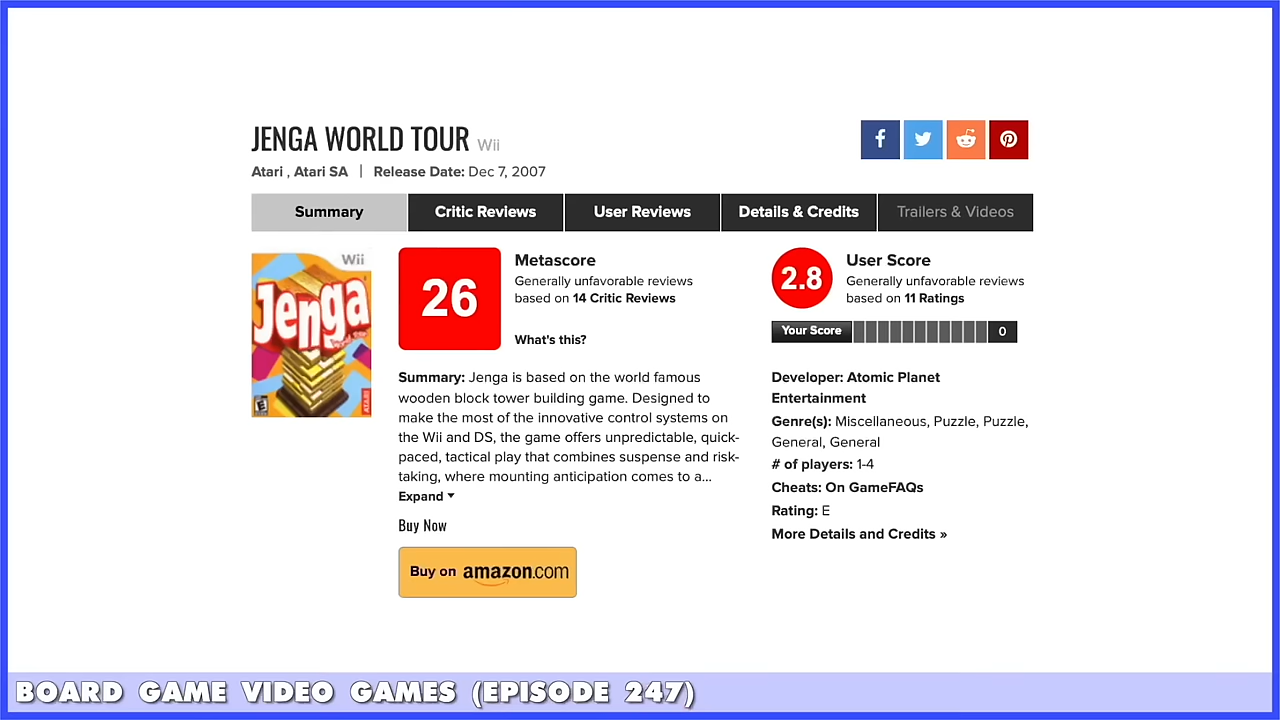 JENGA WORLD TOUR Wii
Atari , Atari SA | Release Date: Dec 7, 2007
Summary Critic Reviews User Reviews Details & Credits Trailers & Videos
Wii
Jenga
World Tour
ATARI
E
26
Metascore
Generally unfavorable reviews
based on 14 Critic Reviews
What's this?
Summary: Jenga is based on the world famous
wooden block tower building game. Designed to
make the most of the innovative control systems on
the Wii and DS, the game offers unpredictable, quick-
paced, tactical play that combines suspense and risk-
taking, where mounting anticipation comes to a...
Expand
Buy Now
Buy on amazon.com
2.8
User Score
Generally unfavorable reviews
based on 11 Ratings
Your Score 0
Developer: Atomic Planet
Entertainment
Genre(s): Miscellaneous, Puzzle, Puzzle,
General, General
# of players: 1-4
Cheats: On GameFAQs
Rating: E
More Details and Credits »
BOARD GAME VIDEO GAMES (EPISODE 247)